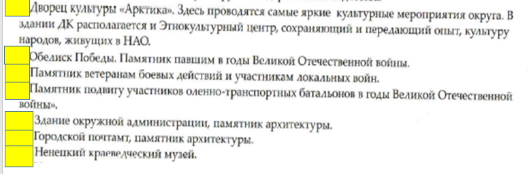 Дворец культуры «Арктика». Здесь проводятся самые яркие культурные мероприятия округа. В
здании ДК располагается и Этнокультурный центр, сохраняющий и передающий опыт, культуру
народов, живущих в НАО.
Обелиск Победы. Памятник павшим в годы Великой Отечественной войны.
Памятник ветеранам боевых действий и участникам локальных войн.
Памятник подвигу участников оленно-транспортных батальонов в годы Великой Отечественной
войны».
Здание окружной администрации, памятник архитектуры.
Городской почтамт, памятник архитектуры.
Ненецкий краеведческий музей.